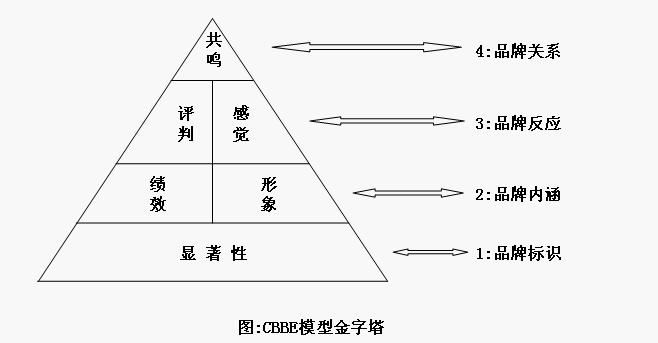 共鸣
4:品牌关系
评判
感觉
3:品牌反应
绩效
形象
2:品牌内涵
显著性
1:品牌标识
图:CBBE模型金字塔